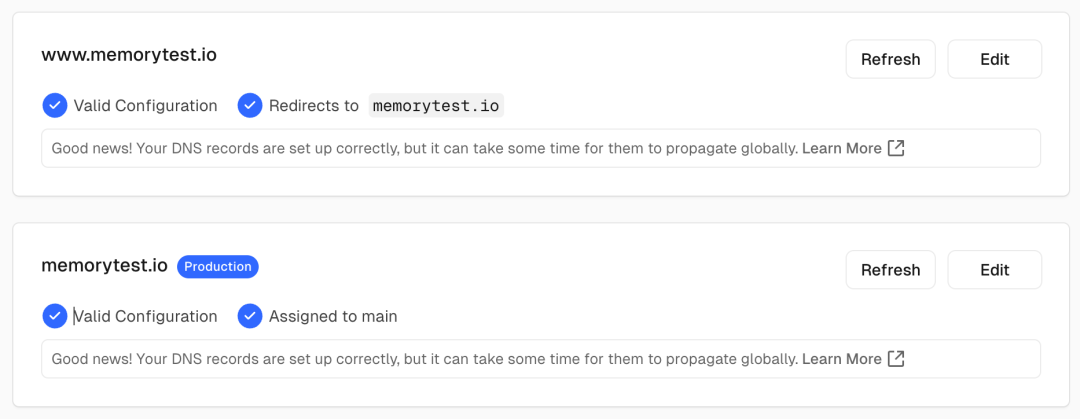 www.memorytest.io
Refresh
Edit
Valid Configuration
Redirects to memorytest.io
Good news! Your DNS records are set up correctly, but it can take some time for them to propagate globally. Learn More
memorytest.io Production
Refresh
Edit
Valid Configuration
Assigned to main
Good news! Your DNS records are set up correctly, but it can take some time for them to propagate globally. Learn More